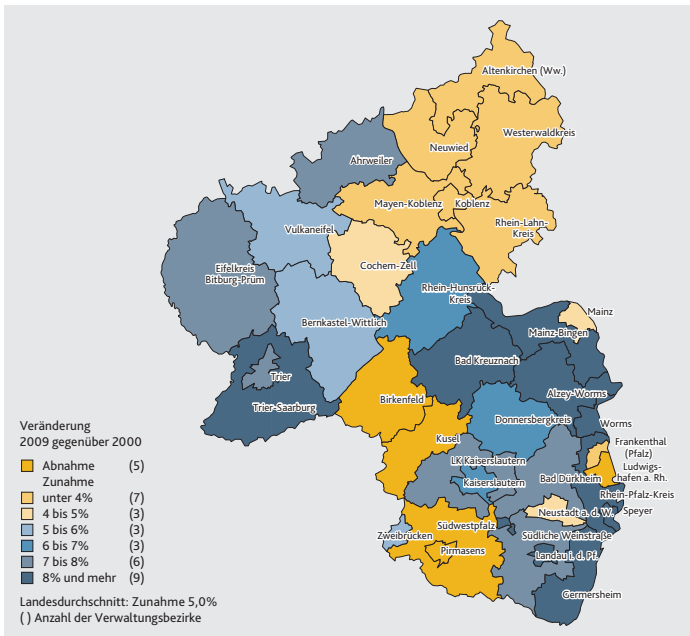 Altenkirchen (Ww.)
Westerwaldkreis
Neuwied
Ahrweiler
Mayen-Koblenz
Koblenz
Rhein-Lahn-
Kreis
Vulkaneifel
Cochem-Zell
Eifelkreis
Bitburg-Prüm
Rhein-Hunsrück-
Kreis
Mainz
Bernkastel-Wittlich
Mainz-Bingen
Bad Kreuznach
Trier
Alzey-Worms
Birkenfeld
Trier-Saarburg
Donnersbergkreis
Worms
Kusel
Frankenthal
(Pfalz)
LK Kaiserslautern
Ludwigs-
hafen a. Rh.
Bad Dürkheim
Kaiserslautern
Rhein-Pfalz-Kreis
Neustadt a. d. W.
Speyer
Südwestpfalz
Zweibrücken
Südliche Weinstraße
Pirmasens
Landau i. d. Pf.
Germersheim
Veränderung
2009 gegenüber 2000
Abnahme (5)
Zunahme
unter 4% (7)
4 bis 5% (3)
5 bis 6% (3)
6 bis 7% (3)
7 bis 8% (6)
8% und mehr (9)
Landesdurchschnitt: Zunahme 5,0%
( ) Anzahl der Verwaltungsbezirke